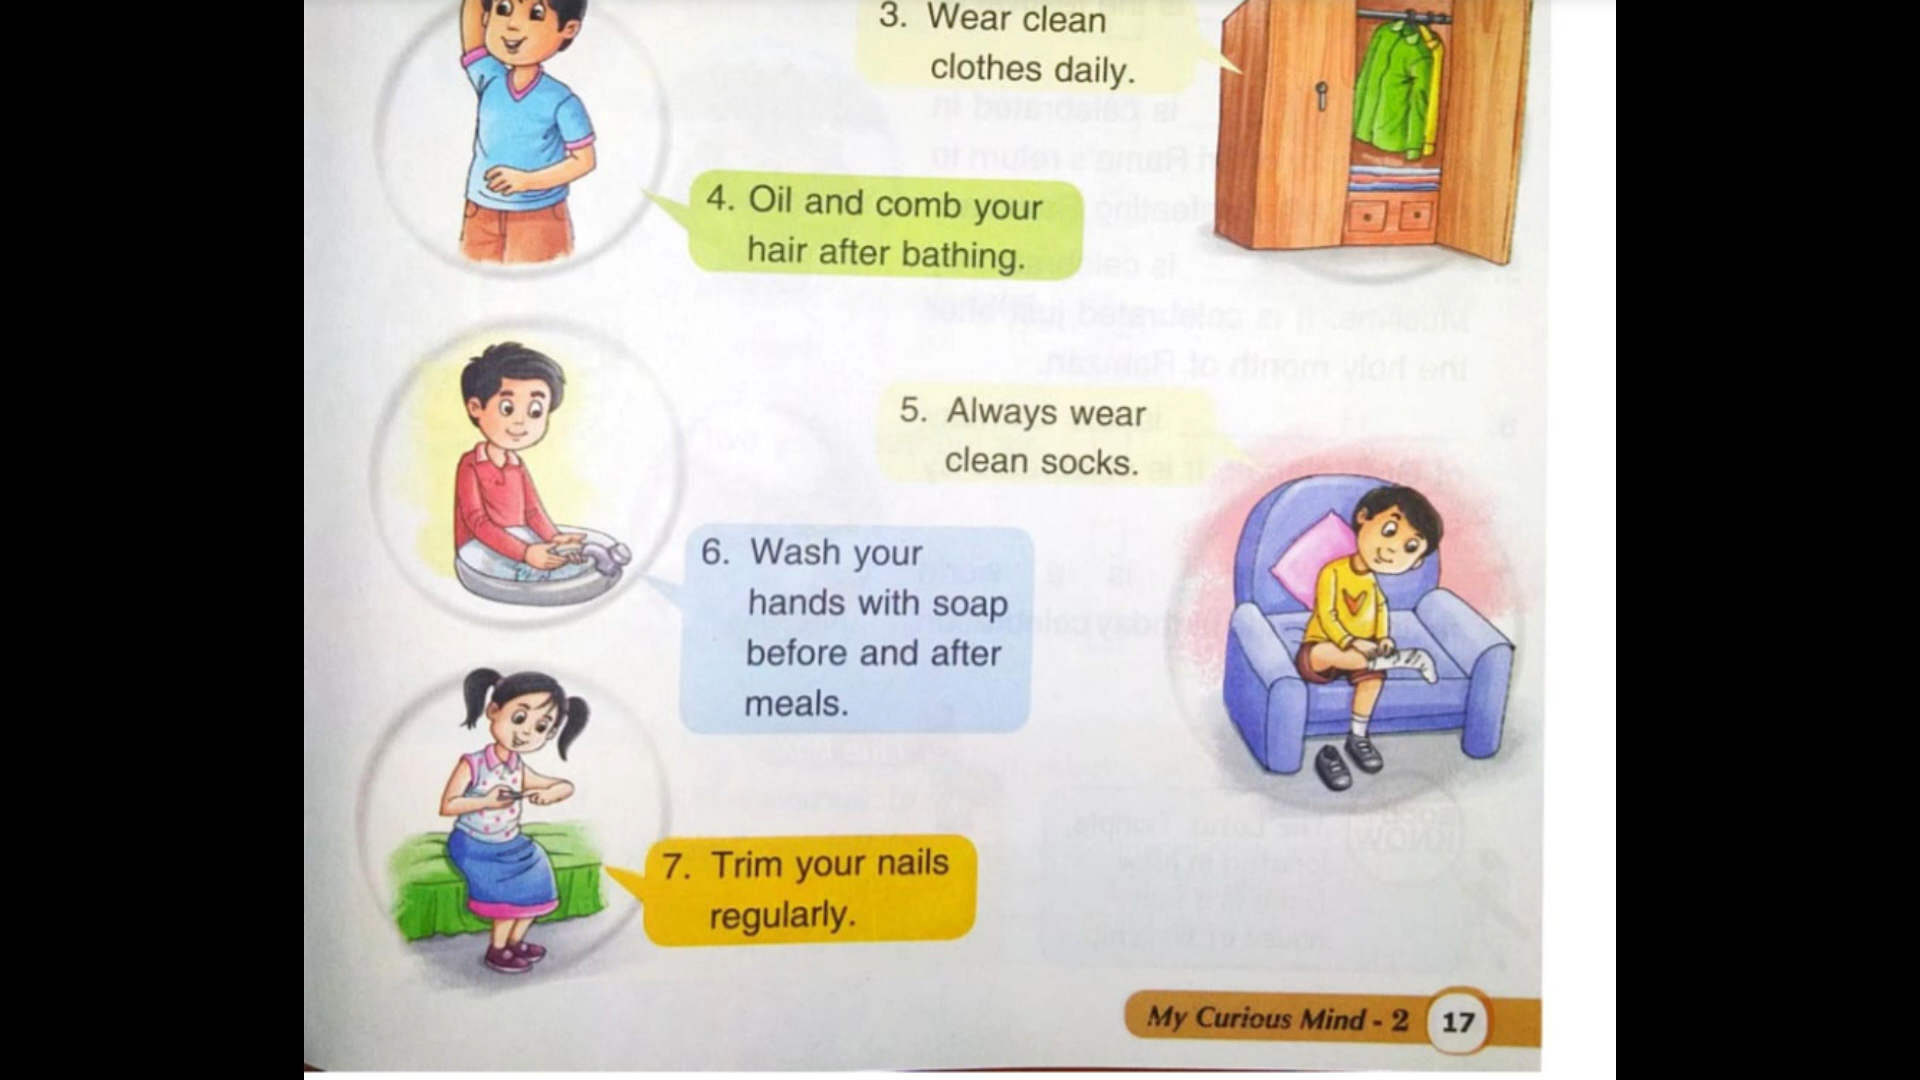 3. Wear clean
clothes daily.
4. Oil and comb your
hair after bathing.
5. Always wear
clean socks.
6. Wash your
hands with soap
before and after
meals.
7. Trim your nails
regularly.
My Curious Mind - 2 17